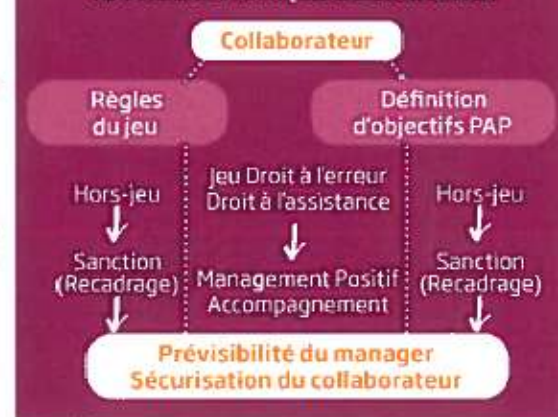 Collaborateur
Règles
du jeu
Définition
d'objectifs PAP
Hors-jeu
Jeu Droit à l'erreur
Droit à l'assistance
Hors-jeu
Sanction
(Recadrage)
Management Positif
Accompagnement
Sanction
(Recadrage)
Prévisibilité du manager
Sécurisation du collaborateur